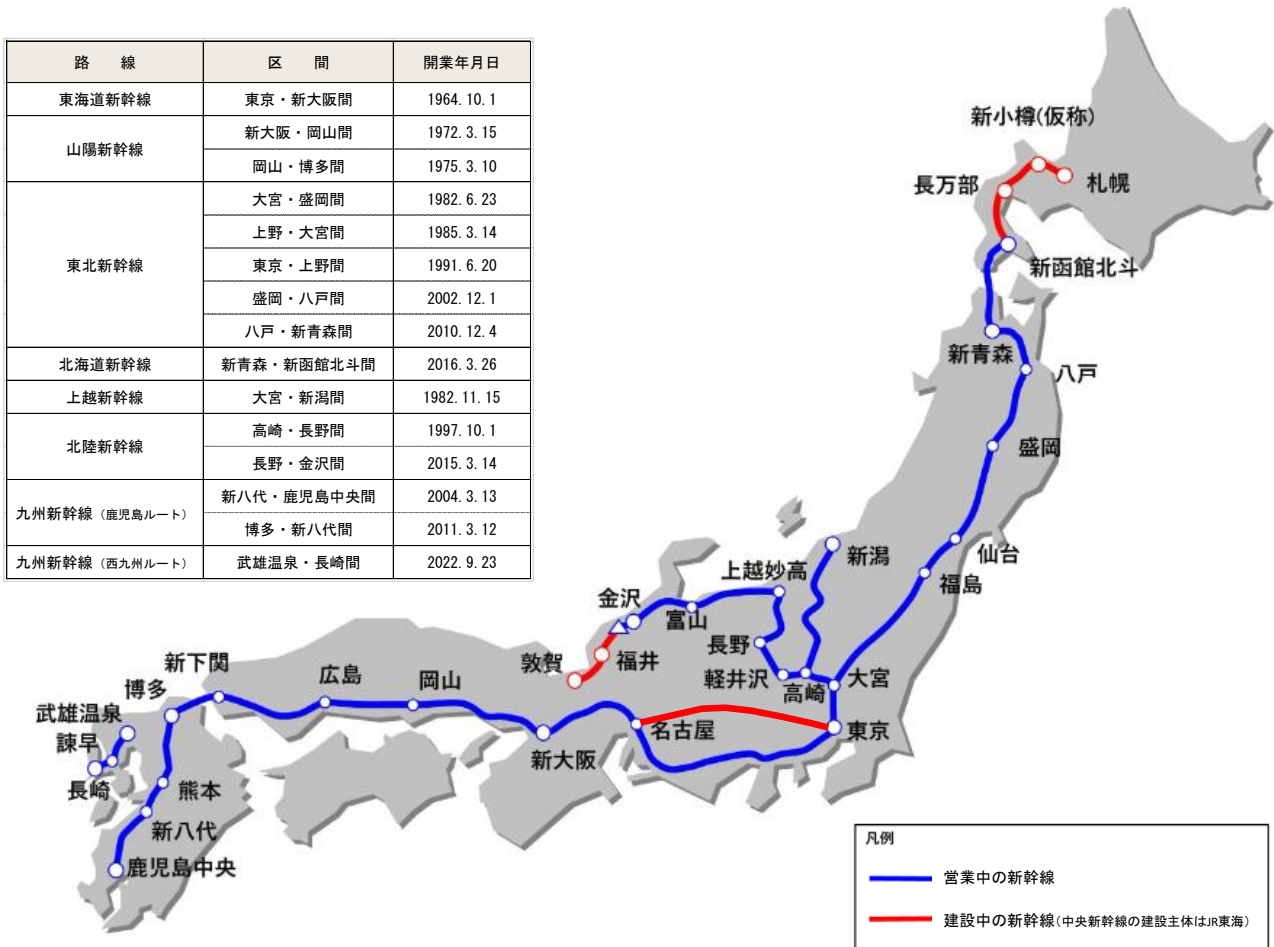 路 線 区 間 開業年月日
東海道新幹線 東京・新大阪間 1964.10.1
山陽新幹線 新大阪・岡山間 1972.3.15
岡山・博多間 1975.3.10
東北新幹線 大宮・盛岡間 1982.6.23
上野・大宮間 1985.3.14
東京・上野間 1991.6.20
盛岡・八戸間 2002.12.1
八戸・新青森間 2010.12.4
北海道新幹線 新青森・新函館北斗間 2016.3.26
上越新幹線 大宮・新潟間 1982.11.15
北陸新幹線 高崎・長野間 1997.10.1
長野・金沢間 2015.3.14
九州新幹線(鹿児島ルート) 新八代・鹿児島中央間 2004.3.13
博多・新八代間 2011.3.12
九州新幹線(西九州ルート) 武雄温泉・長崎間 2022.9.23
新小樽(仮称)
長万部
札幌
新函館北斗
新青森
八戸
盛岡
仙台
福島
新潟
上越妙高
金沢
富山
長野
福井
敦賀
軽井沢
高崎
大宮
東京
名古屋
新大阪
岡山
広島
新下関
博多
武雄温泉
諫早
長崎
熊本
新八代
鹿児島中央
凡例
営業中の新幹線
建設中の新幹線(中央新幹線の建設主体はJR東海)